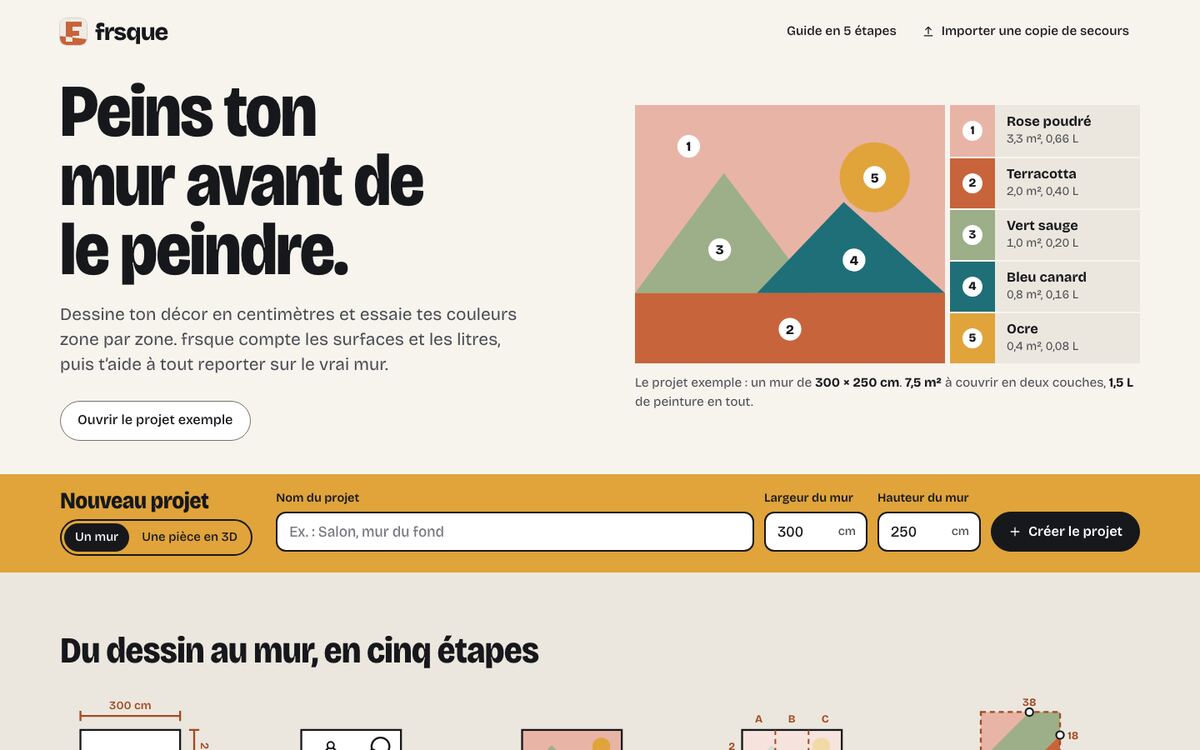 frsque
Guide en 5 étapes
Importer une copie de secours
Peins ton
mur avant de
le peindre.
Dessine ton décor en centimètres et essaie tes couleurs
zone par zone. frsque compte les surfaces et les litres,
puis t'aide à tout reporter sur le vrai mur.
Ouvrir le projet exemple
1
5
3
4
2
1
Rose poudré
3,3 m², 0,66 L
2
Terracotta
2,0 m², 0,40 L
3
Vert sauge
1,0 m², 0,20 L
4
Bleu canard
0,8 m², 0,16 L
5
Ocre
0,4 m², 0,08 L
Le projet exemple : un mur de 300 × 250 cm. 7,5 m² à couvrir en deux couches, 1,5 L
de peinture en tout.
Nouveau projet
Un mur
Une pièce en 3D
Nom du projet
Ex. : Salon, mur du fond
Largeur du mur
300 cm
Hauteur du mur
250 cm
Créer le projet
Du dessin au mur, en cinq étapes
300 cm
A B C
2
38
18